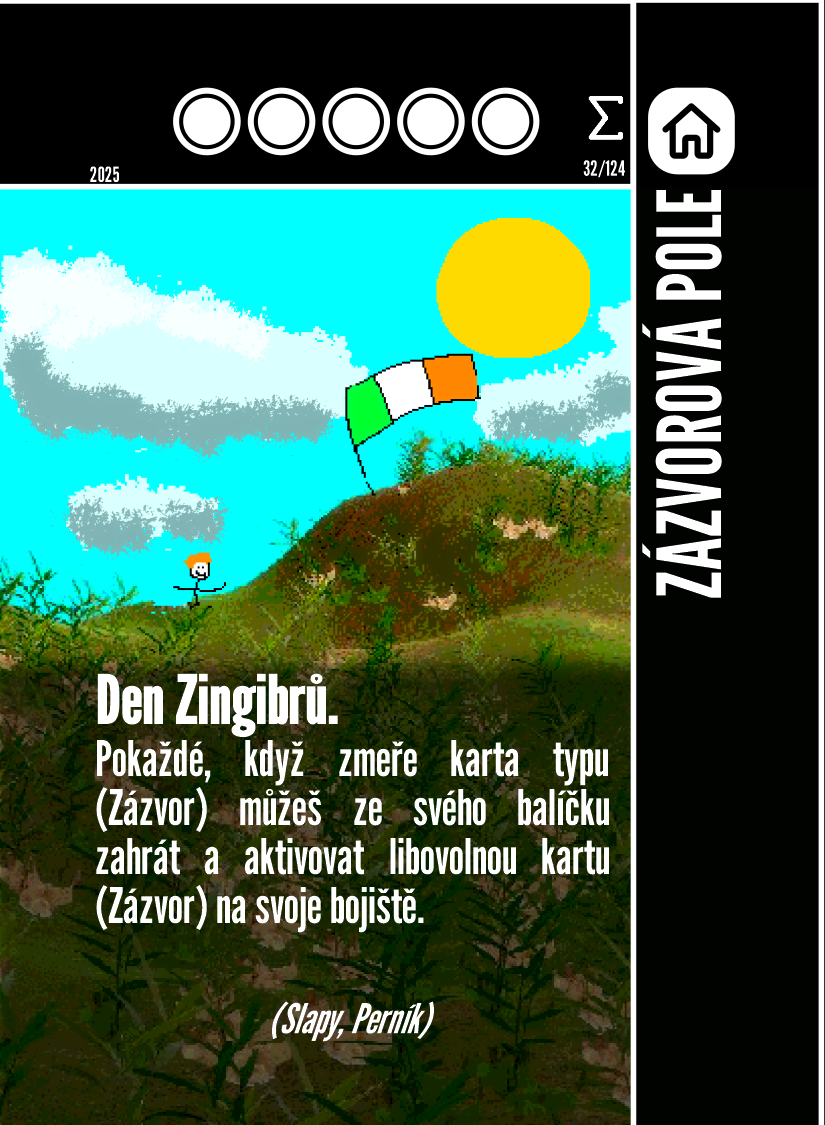 Σ
2025
32/124
ZÁZVOROVÁ POLE
Den Zingibrů.
Pokaždé, když zmeře karta typu
(Zázvor) můžeš ze svého balíčku
zahrát a aktivovat libovolnou kartu
(Zázvor) na svoje bojiště.
(Slapy, Perník)